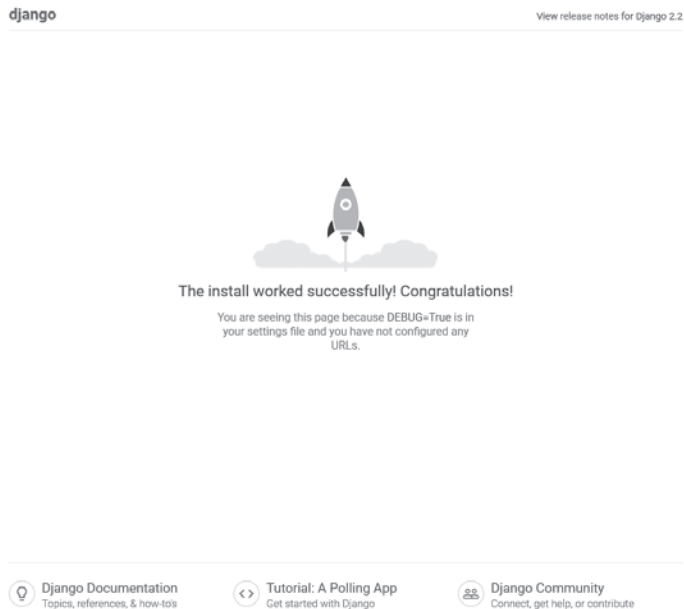 django
View release notes for Django 2.2
The install worked successfully! Congratulations!
You are seeing this page because DEBUG=True is in
your settings file and you have not configured any
URLs.
Django Documentation
Topics, references, & how-to's
Tutorial: A Polling App
Get started with Django
Django Community
Connect, get help, or contribute